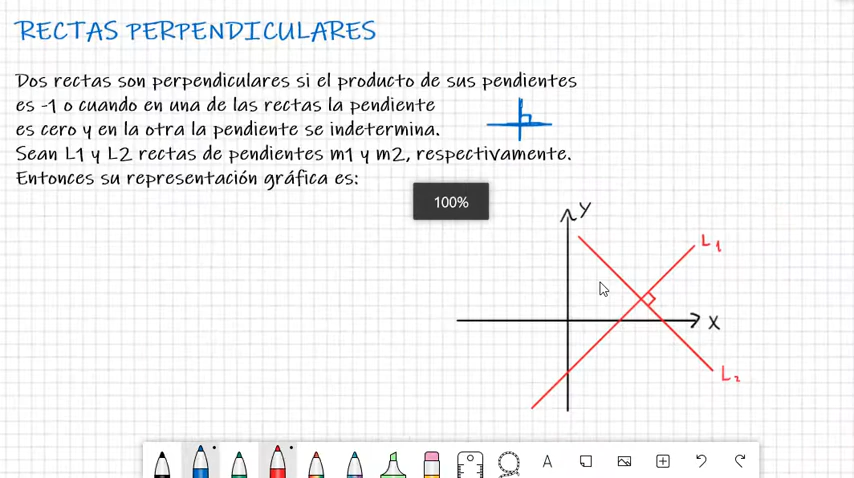 RECTAS PERPENDICULARES
Dos rectas son perpendiculares si el producto de sus pendientes
es -1 o cuando en una de las rectas la pendiente
es cero y en la otra la pendiente se indetermina.
Sean L1 y L2 rectas de pendientes m1 y m2, respectivamente.
Entonces su representación gráfica es:
100%
Y
L1
X
L2
A